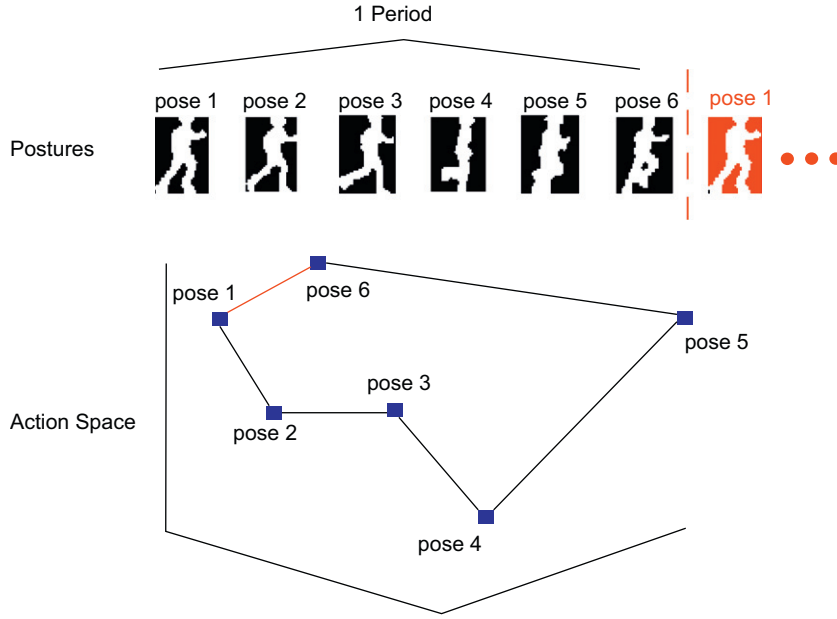 1 Period
pose 1 pose 2 pose 3 pose 4 pose 5 pose 6 pose 1
Postures
pose 1
pose 6
pose 5
pose 3
Action Space
pose 2
pose 4